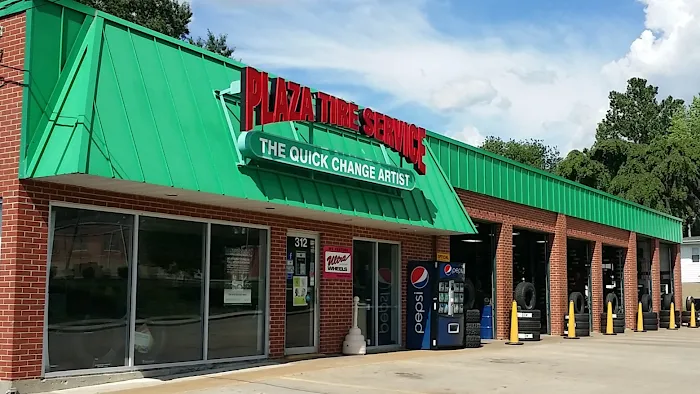 PLAZA TIRE SERVICE
THE QUICK CHANGE ARTIST
312
Ultra
WHEELS
pepsi
pepsi